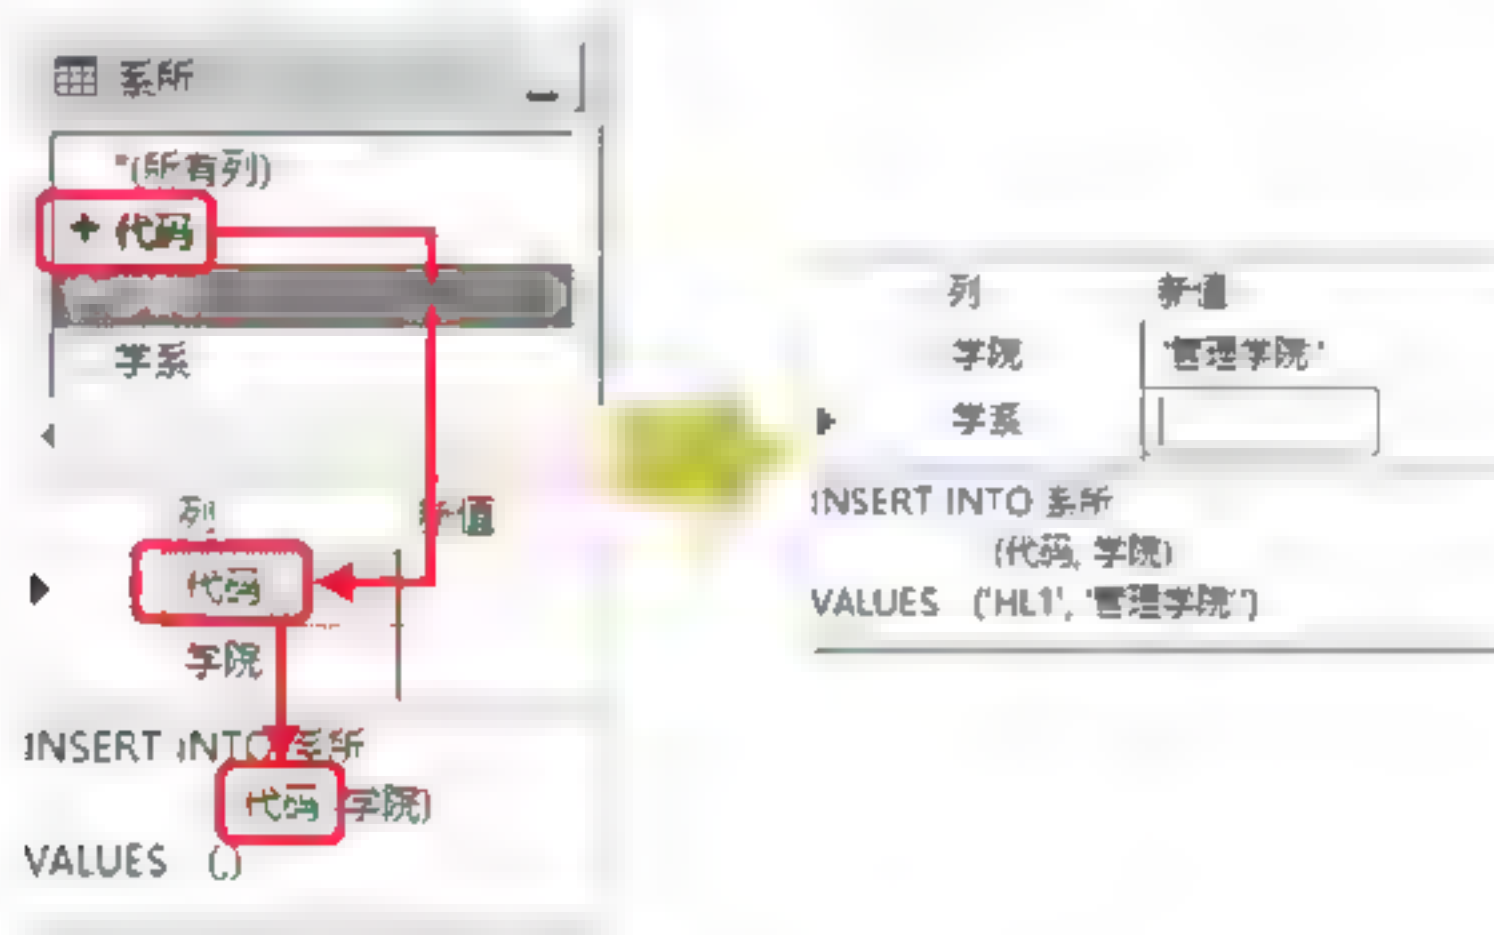 系所
*(所有列)
代码
学系
列 新值
代码
学院
INSERT INTO 系所
代码 学院)
VALUES (,)
列 新值
学院 '管理学院'
学系
INSERT INTO 系所
(代码, 学院)
VALUES ('HL1', '管理学院')